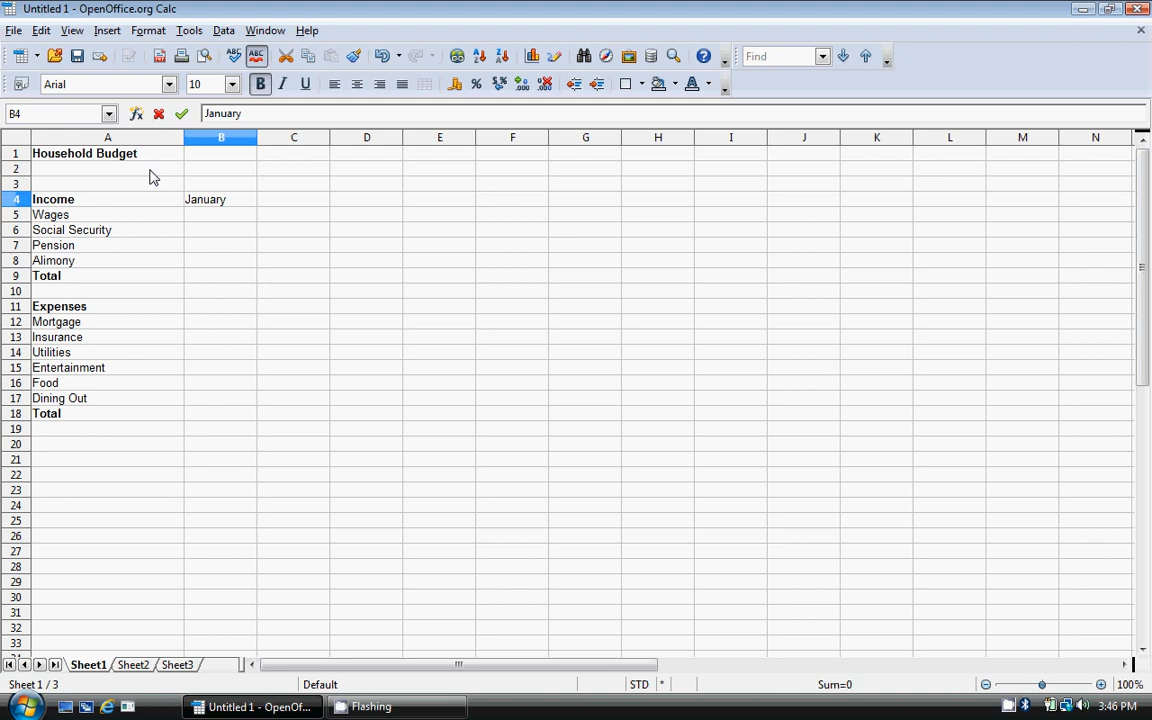 Untitled 1 - OpenOffice.org Calc
File Edit View Insert Format Tools Data Window Help
Find
Arial 10
B4 January
A B C D E F G H I J K L M N
1 Household Budget
2
3
4 Income January
5 Wages
6 Social Security
7 Pension
8 Alimony
9 Total
10
11 Expenses
12 Mortgage
13 Insurance
14 Utilities
15 Entertainment
16 Food
17 Dining Out
18 Total
19
20
21
22
23
24
25
26
27
28
29
30
31
32
33
Sheet1 Sheet2 Sheet3
Sheet 1 / 3 Default STD * Sum=0 100%
Untitled 1 - OpenOf... Flashing 3:46 PM